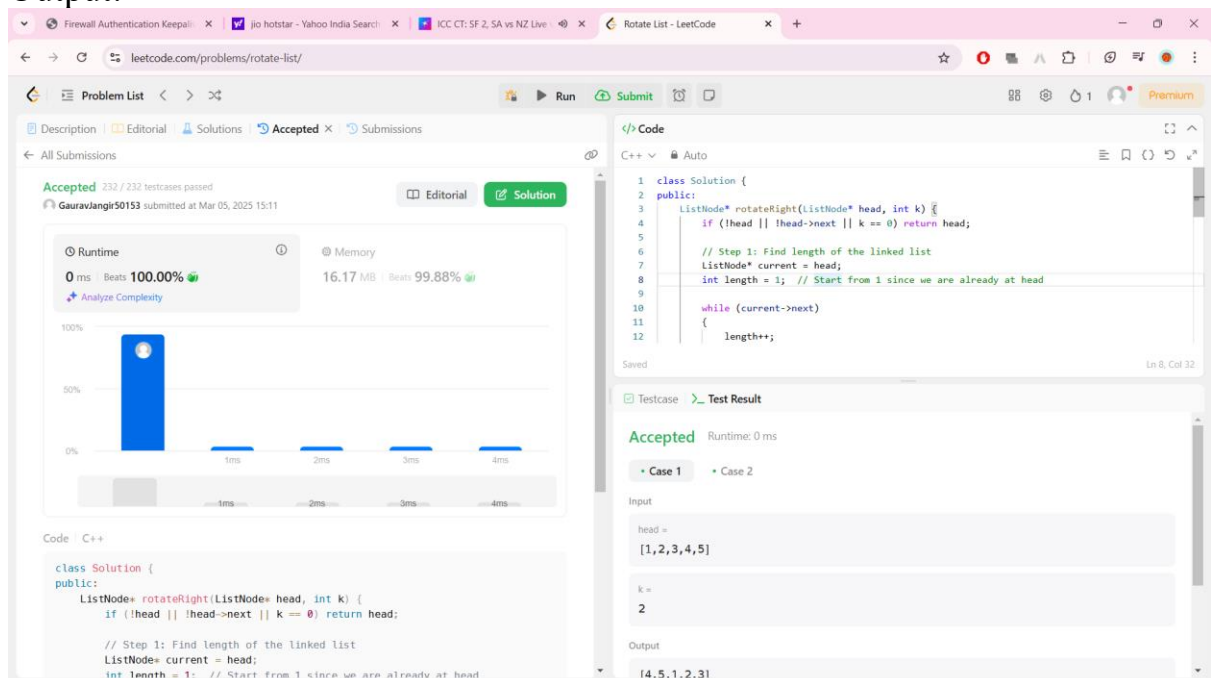 Output:
Firewall Authentication Keepali
jio hotstar - Yahoo India Search
ICC CT: SF 2, SA vs NZ Live
Rotate List - LeetCode
leetcode.com/problems/rotate-list/
Problem List
Run
Submit
1
Premium
Description
Editorial
Solutions
Accepted
Submissions
All Submissions
Accepted 232 / 232 testcases passed
GauravJangir50153 submitted at Mar 05, 2025 15:11
Editorial
Solution
Runtime
0 ms Beats 100.00%
Analyze Complexity
Memory
16.17 MB Beats 99.88%
100%
50%
0%
1ms 2ms 3ms 4ms
1ms 2ms 3ms 4ms
Code C++
class Solution {
public:
ListNode* rotateRight(ListNode* head, int k) {
if (!head || !head->next || k == 0) return head;
// Step 1: Find length of the linked list
ListNode* current = head;
int length = 1; // Start from 1 since we are already at head
</> Code
C++ Auto
1 class Solution {
2 public:
3 ListNode* rotateRight(ListNode* head, int k) {
4 if (!head || !head->next || k == 0) return head;
5
6 // Step 1: Find length of the linked list
7 ListNode* current = head;
8 int length = 1; // Start from 1 since we are already at head
9
10 while (current->next)
11 {
12 length++;
Saved
Ln 8, Col 32
Testcase
Test Result
Accepted Runtime: 0 ms
Case 1
Case 2
Input
head =
[1,2,3,4,5]
k =
2
Output
[4,5,1,2,3]